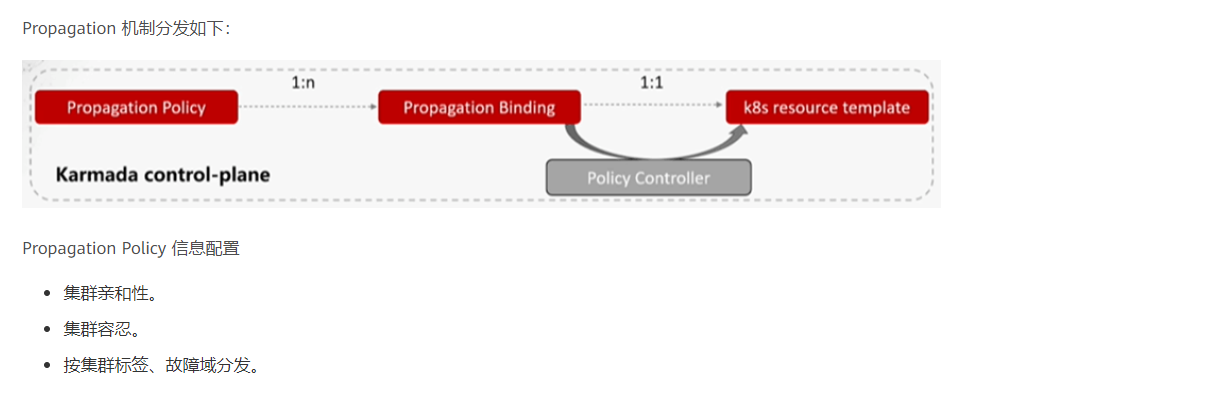 Propagation 机制分发如下：
1:n
1:1
Propagation Policy
Propagation Binding
k8s resource template
Karmada control-plane
Policy Controller
Propagation Policy 信息配置
集群亲和性。
集群容忍。
按集群标签、故障域分发。